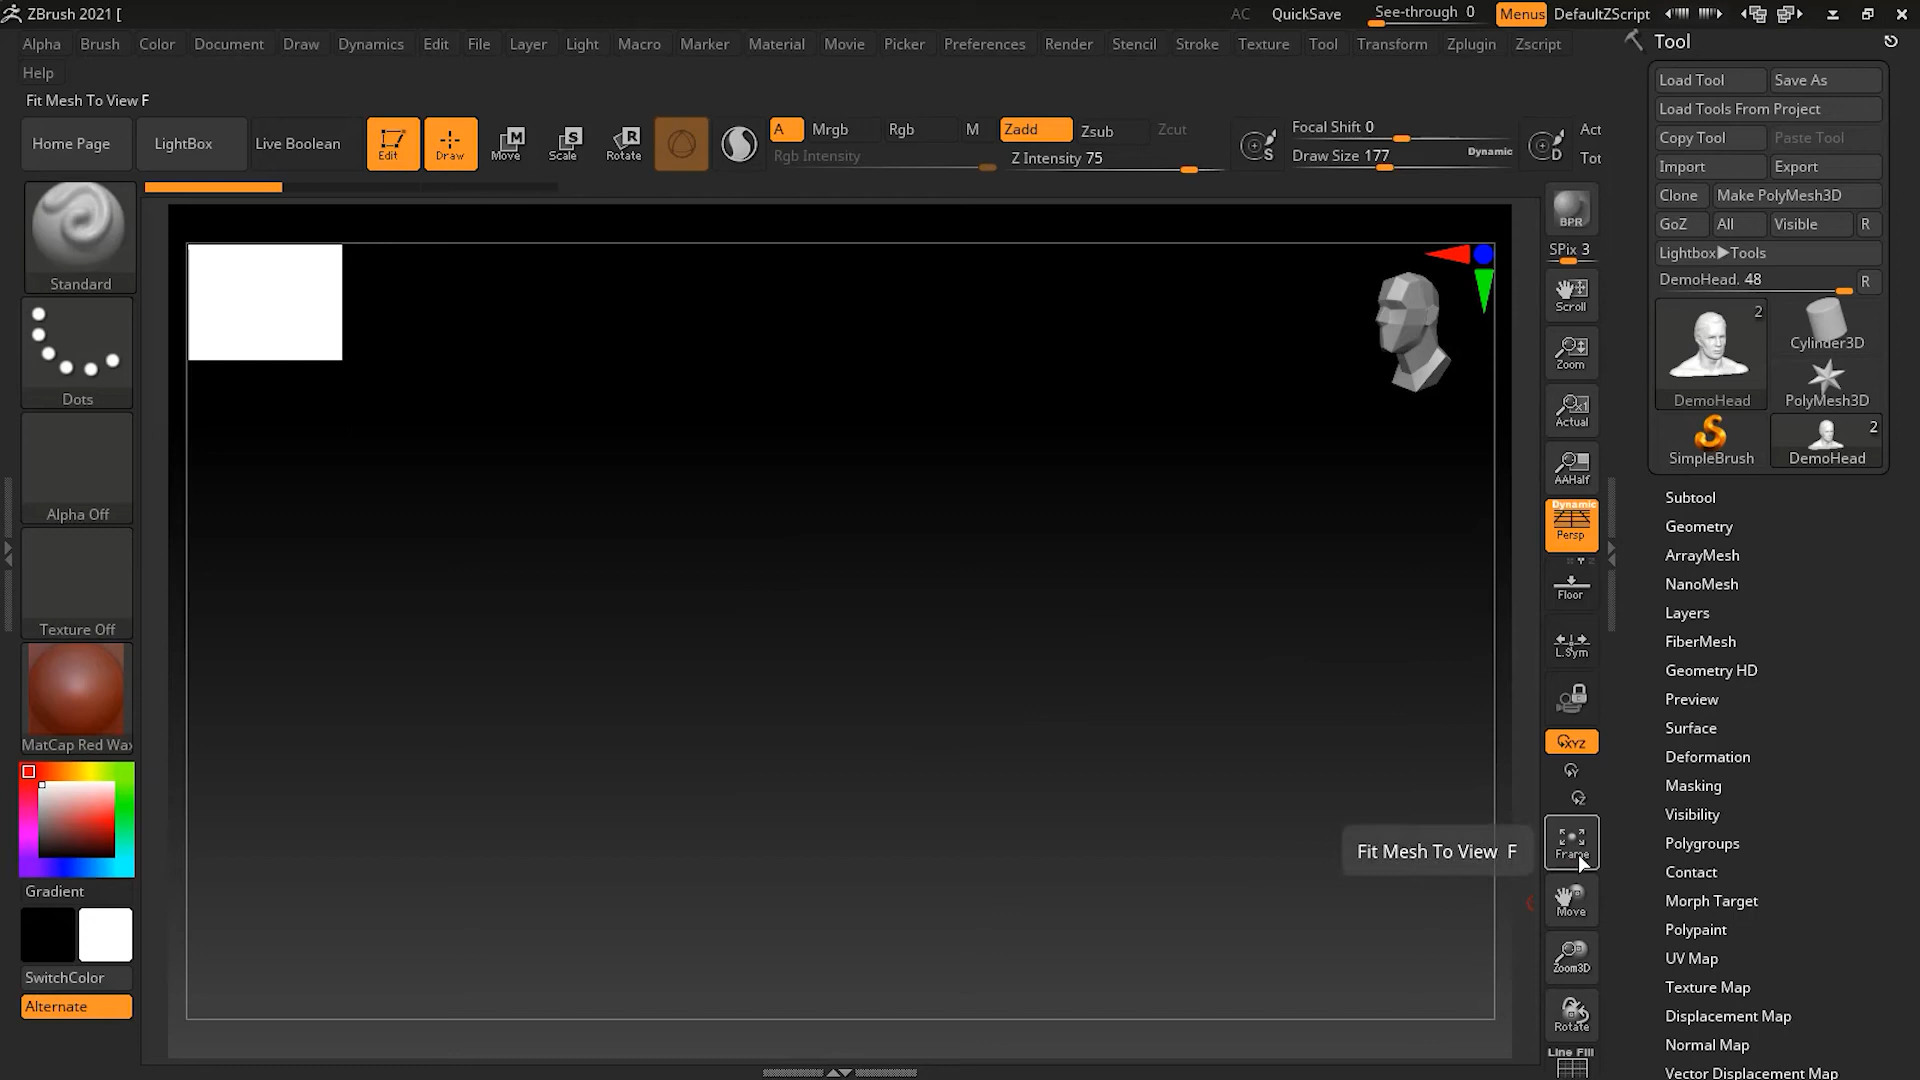 ZBrush 2021 [
AC QuickSave See-through 0 Menus DefaultZScript
Alpha Brush Color Document Draw Dynamics Edit File Layer Light Macro Marker Material Movie Picker Preferences Render Stencil Stroke Texture Tool Transform Zplugin Zscript
Help
Fit Mesh To View F
Home Page LightBox Live Boolean Edit Draw M Move S Scale R Rotate
A Mrgb Rgb M Zadd Zsub Zcut
Rgb Intensity Z Intensity 75
S Focal Shift 0 D Act
Draw Size 177 Dynamic Tot
Standard
Dots
Alpha Off
Texture Off
MatCap Red Wax
Gradient
SwitchColor
Alternate
BPR
SPix 3
Scroll
Zoom
x1
Actual
AAHalf
Dynamic
Persp
Floor
L.Sym
XYZ
Y
Z
Frame
Fit Mesh To View F
Move
Zoom3D
Rotate
Line Fill
Tool
Load Tool Save As
Load Tools From Project
Copy Tool Paste Tool
Import Export
Clone Make PolyMesh3D
GoZ All Visible R
Lightbox▶Tools
DemoHead. 48 R
2
DemoHead Cylinder3D
PolyMesh3D
2
SimpleBrush DemoHead
Subtool
Geometry
ArrayMesh
NanoMesh
Layers
FiberMesh
Geometry HD
Preview
Surface
Deformation
Masking
Visibility
Polygroups
Contact
Morph Target
Polypaint
UV Map
Texture Map
Displacement Map
Normal Map
Vector Displacement Map